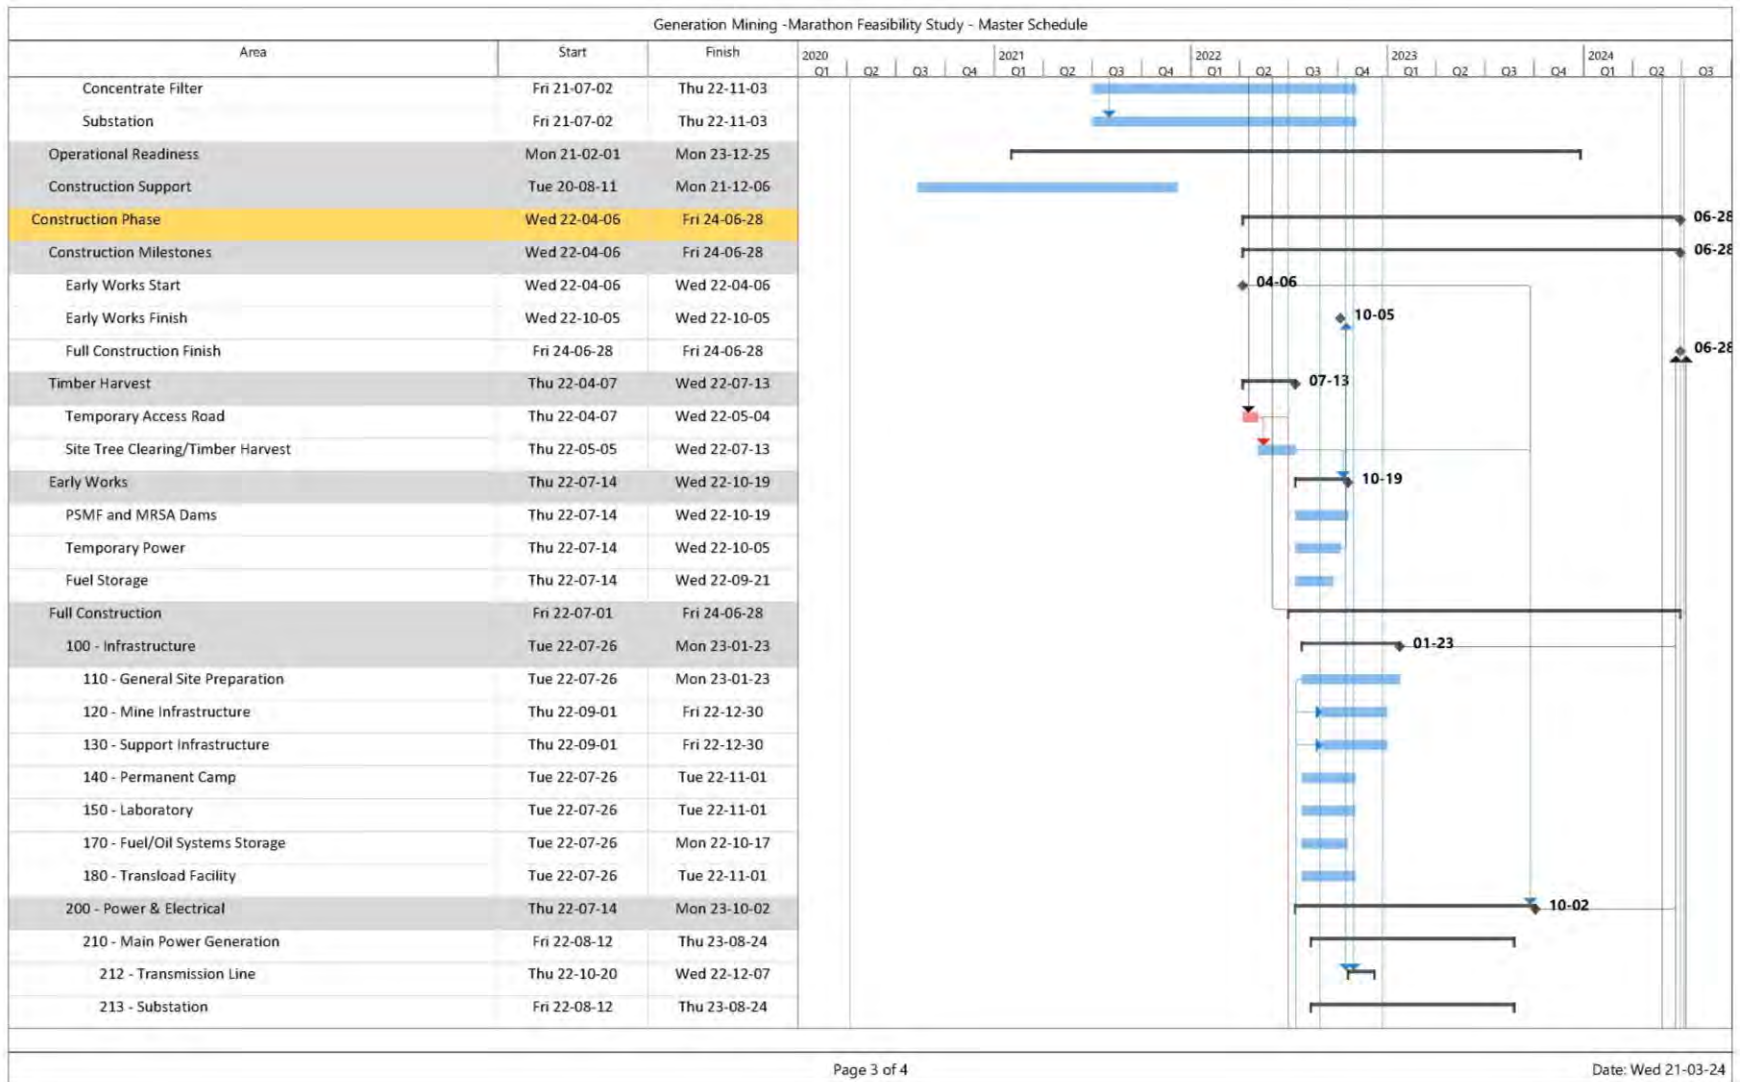 Generation Mining -Marathon Feasibility Study - Master Schedule
Area Start Finish 2020 2021 2022 2023 2024
Q1 Q2 Q3 Q4 Q1 Q2 Q3 Q4 Q1 Q2 Q3 Q4 Q1 Q2 Q3 Q4 Q1 Q2 Q3
Concentrate Filter Fri 21-07-02 Thu 22-11-03
Substation Fri 21-07-02 Thu 22-11-03
Operational Readiness Mon 21-02-01 Mon 23-12-25
Construction Support Tue 20-08-11 Mon 21-12-06
Construction Phase Wed 22-04-06 Fri 24-06-28 06-28
Construction Milestones Wed 22-04-06 Fri 24-06-28 06-28
Early Works Start Wed 22-04-06 Wed 22-04-06 04-06
Early Works Finish Wed 22-10-05 Wed 22-10-05 10-05
Full Construction Finish Fri 24-06-28 Fri 24-06-28 06-28
Timber Harvest Thu 22-04-07 Wed 22-07-13 07-13
Temporary Access Road Thu 22-04-07 Wed 22-05-04
Site Tree Clearing/Timber Harvest Thu 22-05-05 Wed 22-07-13
Early Works Thu 22-07-14 Wed 22-10-19 10-19
PSMF and MRSA Dams Thu 22-07-14 Wed 22-10-19
Temporary Power Thu 22-07-14 Wed 22-10-05
Fuel Storage Thu 22-07-14 Wed 22-09-21
Full Construction Fri 22-07-01 Fri 24-06-28
100 - Infrastructure Tue 22-07-26 Mon 23-01-23 01-23
110 - General Site Preparation Tue 22-07-26 Mon 23-01-23
120 - Mine Infrastructure Thu 22-09-01 Fri 22-12-30
130 - Support Infrastructure Thu 22-09-01 Fri 22-12-30
140 - Permanent Camp Tue 22-07-26 Tue 22-11-01
150 - Laboratory Tue 22-07-26 Tue 22-11-01
170 - Fuel/Oil Systems Storage Tue 22-07-26 Mon 22-10-17
180 - Transload Facility Tue 22-07-26 Tue 22-11-01
200 - Power & Electrical Thu 22-07-14 Mon 23-10-02 10-02
210 - Main Power Generation Fri 22-08-12 Thu 23-08-24
212 - Transmission Line Thu 22-10-20 Wed 22-12-07
213 - Substation Fri 22-08-12 Thu 23-08-24
Page 3 of 4 Date: Wed 21-03-24